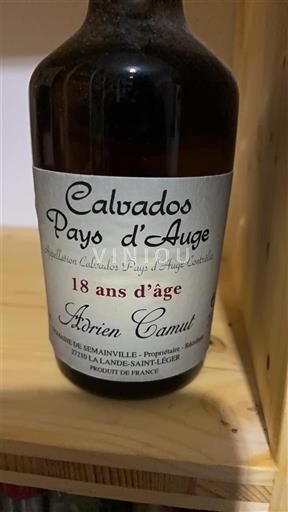 Calvados
Pays d'Auge
Appellation Calvados Pays d'Auge Contrôlée
VINIOU
18 ans d'âge
Adrien Camut
DOMAINE DE SEMAINVILLE - Propriétaire - Récoltant
27210 LA LANDE-SAINT-LÉGER
PRODUIT DE FRANCE